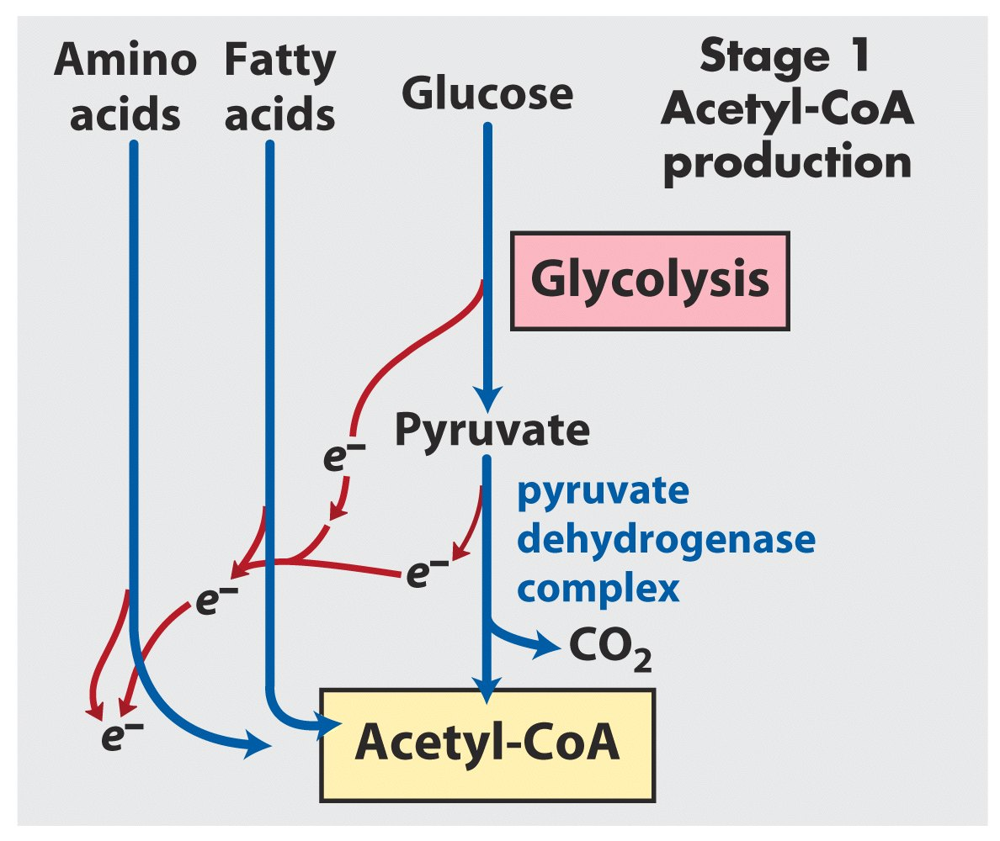 Amino
acids
Fatty
acids
Glucose
Stage 1
Acetyl-CoA
production
Glycolysis
e⁻
Pyruvate
pyruvate
dehydrogenase
complex
e⁻
e⁻
CO₂
e⁻
Acetyl-CoA